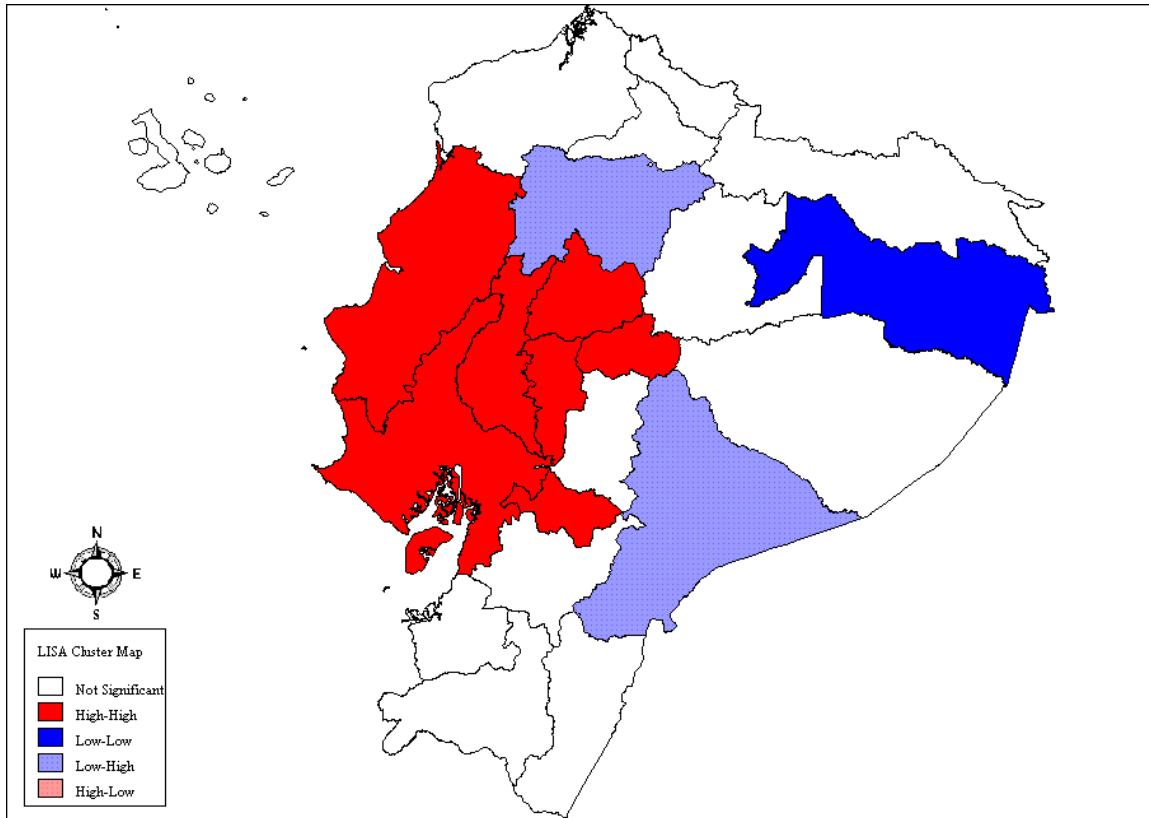 N
W E
S
LISA Cluster Map
Not Significant
High-High
Low-Low
Low-High
High-Low